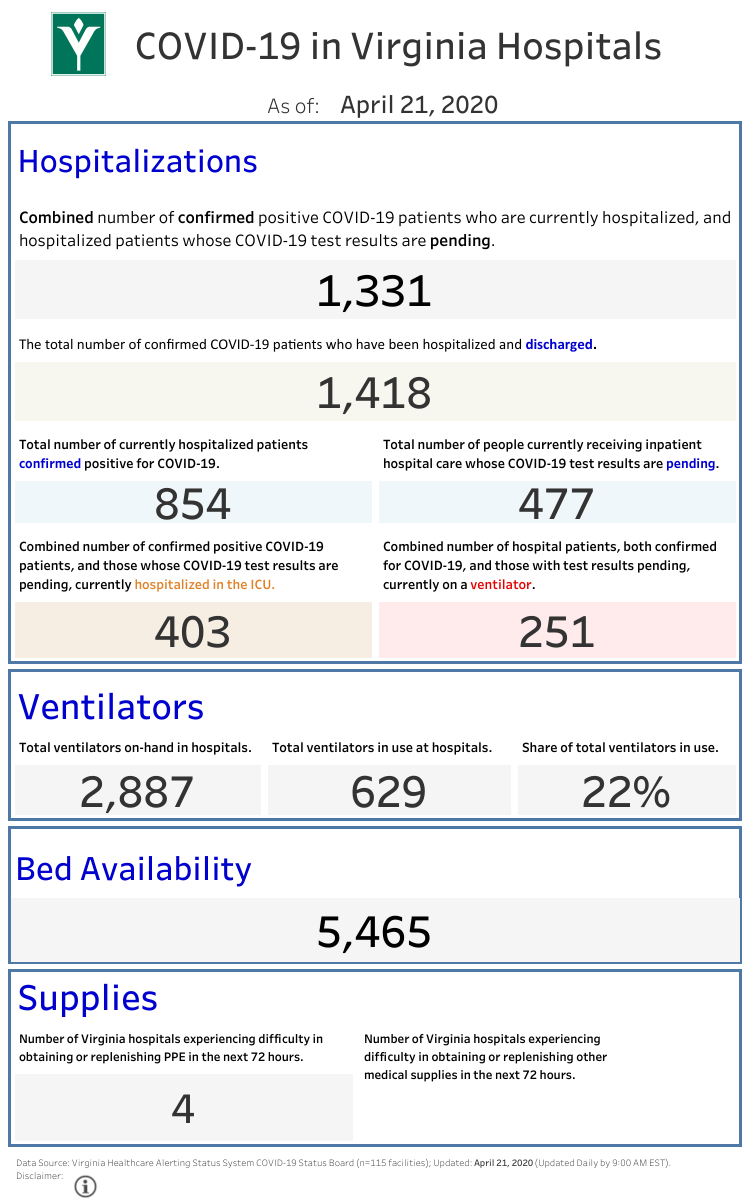 COVID-19 in Virginia Hospitals
As of: April 21, 2020
Hospitalizations
Combined number of confirmed positive COVID-19 patients who are currently hospitalized, and
hospitalized patients whose COVID-19 test results are pending.
1,331
The total number of confirmed COVID-19 patients who have been hospitalized and discharged.
1,418
Total number of currently hospitalized patients
confirmed positive for COVID-19.
854
Total number of people currently receiving inpatient
hospital care whose COVID-19 test results are pending.
477
Combined number of confirmed positive COVID-19
patients, and those whose COVID-19 test results are
pending, currently hospitalized in the ICU.
403
Combined number of hospital patients, both confirmed
for COVID-19, and those with test results pending,
currently on a ventilator.
251
Ventilators
Total ventilators on-hand in hospitals.
2,887
Total ventilators in use at hospitals.
629
Share of total ventilators in use.
22%
Bed Availability
5,465
Supplies
Number of Virginia hospitals experiencing difficulty in
obtaining or replenishing PPE in the next 72 hours.
4
Number of Virginia hospitals experiencing
difficulty in obtaining or replenishing other
medical supplies in the next 72 hours.
Data Source: Virginia Healthcare Alerting Status System COVID-19 Status Board (n=115 facilities); Updated: April 21, 2020 (Updated Daily by 9:00 AM EST).
Disclaimer: